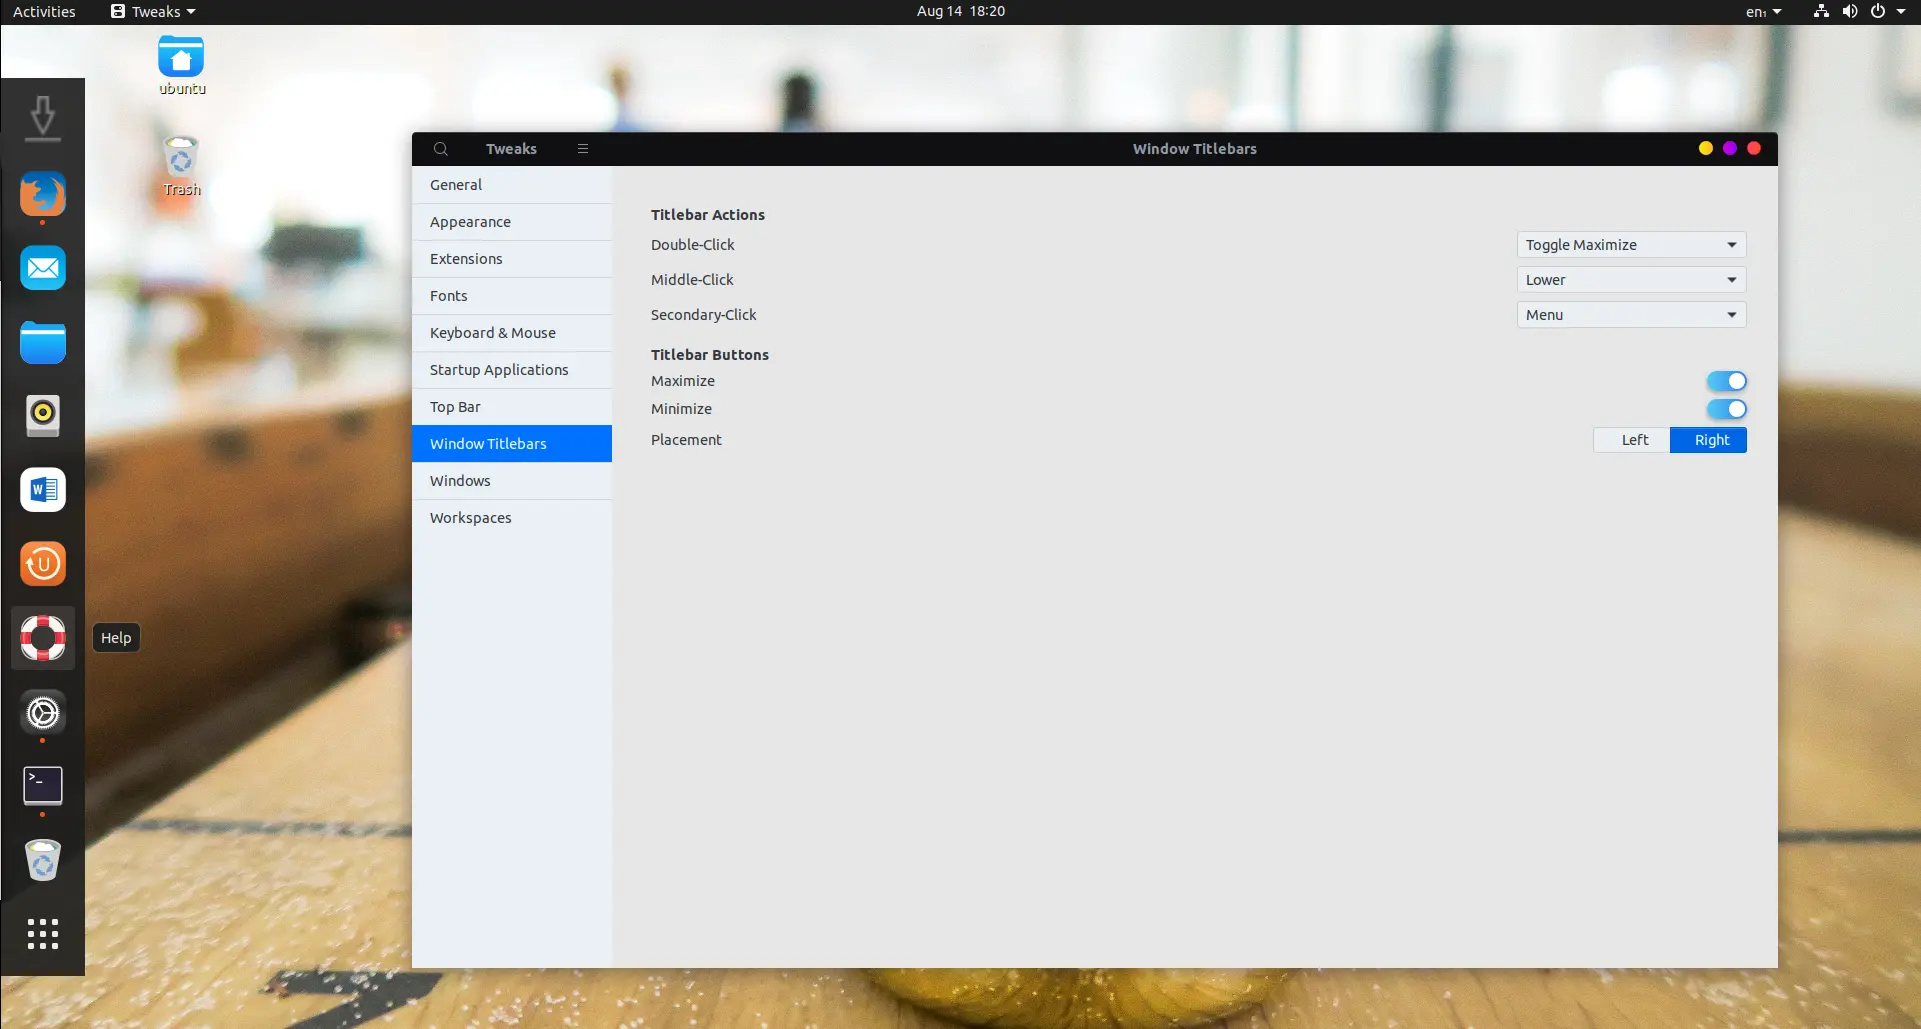 Activities
Tweaks
Aug 14 18:20
en₁
ubuntu
Trash
Tweaks
Window Titlebars
General
Appearance
Extensions
Fonts
Keyboard & Mouse
Startup Applications
Top Bar
Window Titlebars
Windows
Workspaces
Titlebar Actions
Double-Click
Toggle Maximize
Middle-Click
Lower
Secondary-Click
Menu
Titlebar Buttons
Maximize
Minimize
Placement
Left
Right
W
U
Help
>_